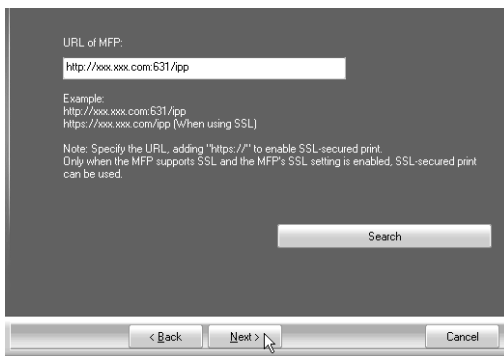 URL of MFP:
http://xxx.xxx.com:631/ipp
Example:
http://xxx.xxx.com:631/ipp
https://xxx.xxx.com/ipp (When using SSL)
Note: Specify the URL, adding "https://" to enable SSL-secured print.
Only when the MFP supports SSL and the MFP's SSL setting is enabled, SSL-secured print
can be used.
Search
< Back
Next >
Cancel